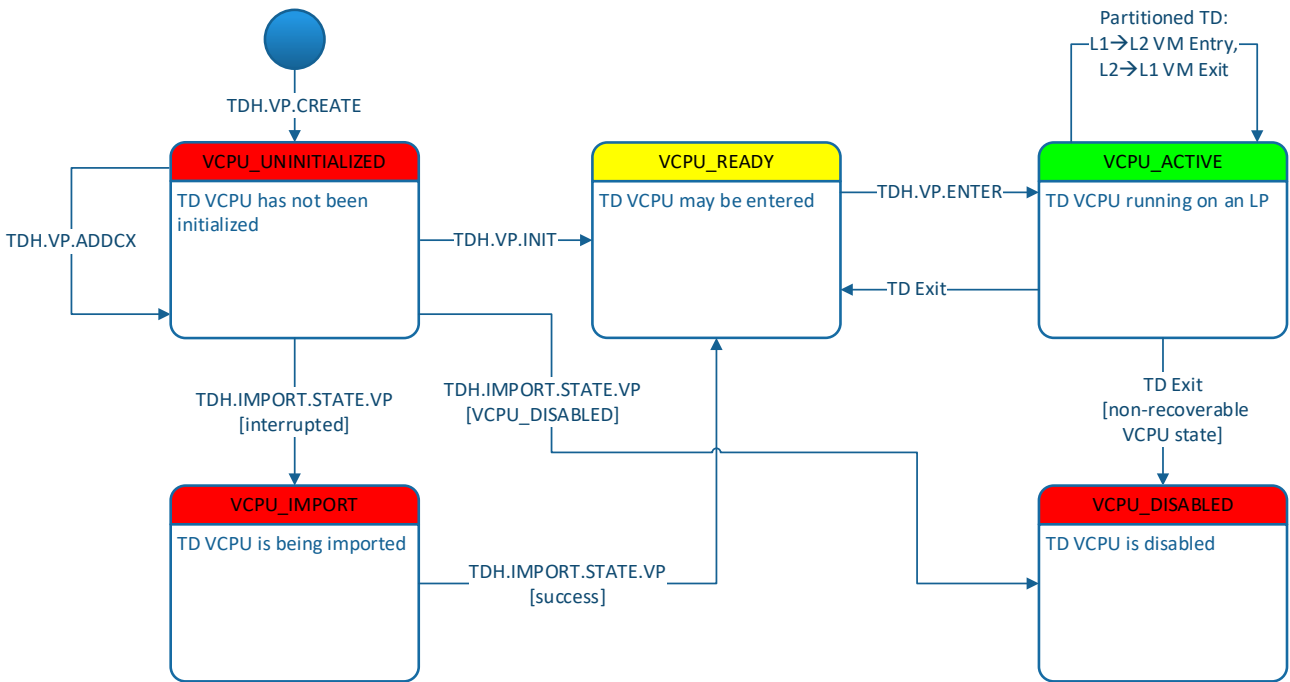 Partitioned TD:
L1→L2 VM Entry,
L2→L1 VM Exit
TDH.VP.CREATE
VCPU_UNINITIALIZED
TD VCPU has not been
initialized
VCPU_READY
TD VCPU may be entered
VCPU_ACTIVE
TD VCPU running on an LP
TDH.VP.ADDCX
TDH.VP.INIT
TDH.VP.ENTER
TD Exit
TDH.IMPORT.STATE.VP
[interrupted]
TDH.IMPORT.STATE.VP
[VCPU_DISABLED]
TD Exit
[non-recoverable
VCPU state]
VCPU_IMPORT
TD VCPU is being imported
TDH.IMPORT.STATE.VP
[success]
VCPU_DISABLED
TD VCPU is disabled